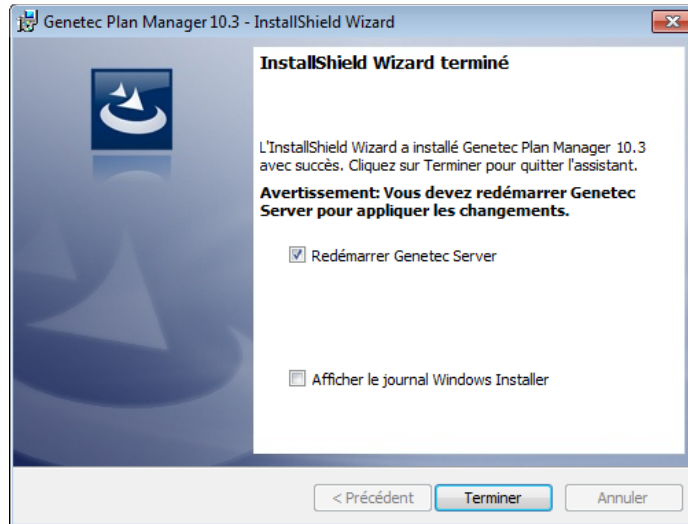 Genetec Plan Manager 10.3 - InstallShield Wizard
InstallShield Wizard terminé
L'InstallShield Wizard a installé Genetec Plan Manager 10.3
avec succès. Cliquez sur Terminer pour quitter l'assistant.
Avertissement: Vous devez redémarrer Genetec
Server pour appliquer les changements.
Redémarrer Genetec Server
Afficher le journal Windows Installer
< Précédent Terminer Annuler